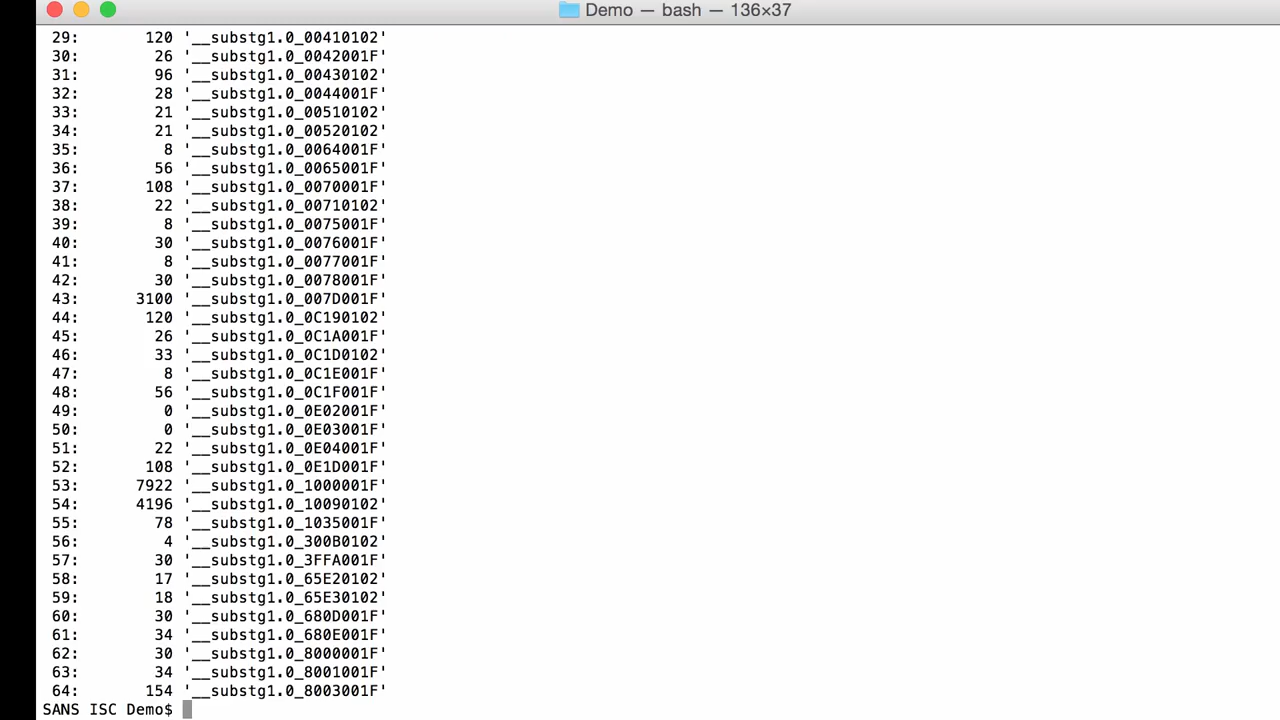 Demo — bash — 136×37
29: 120 '__substg1.0_00410102'
30: 26 '__substg1.0_0042001F'
31: 96 '__substg1.0_00430102'
32: 28 '__substg1.0_0044001F'
33: 21 '__substg1.0_00510102'
34: 21 '__substg1.0_00520102'
35: 8 '__substg1.0_0064001F'
36: 56 '__substg1.0_0065001F'
37: 108 '__substg1.0_0070001F'
38: 22 '__substg1.0_00710102'
39: 8 '__substg1.0_0075001F'
40: 30 '__substg1.0_0076001F'
41: 8 '__substg1.0_0077001F'
42: 30 '__substg1.0_0078001F'
43: 3100 '__substg1.0_007D001F'
44: 120 '__substg1.0_0C190102'
45: 26 '__substg1.0_0C1A001F'
46: 33 '__substg1.0_0C1D0102'
47: 8 '__substg1.0_0C1E001F'
48: 56 '__substg1.0_0C1F001F'
49: 0 '__substg1.0_0E02001F'
50: 0 '__substg1.0_0E03001F'
51: 22 '__substg1.0_0E04001F'
52: 108 '__substg1.0_0E1D001F'
53: 7922 '__substg1.0_1000001F'
54: 4196 '__substg1.0_10090102'
55: 78 '__substg1.0_1035001F'
56: 4 '__substg1.0_300B0102'
57: 30 '__substg1.0_3FFA001F'
58: 17 '__substg1.0_65E20102'
59: 18 '__substg1.0_65E30102'
60: 30 '__substg1.0_680D001F'
61: 34 '__substg1.0_680E001F'
62: 30 '__substg1.0_8000001F'
63: 34 '__substg1.0_8001001F'
64: 154 '__substg1.0_8003001F'
SANS ISC Demo$